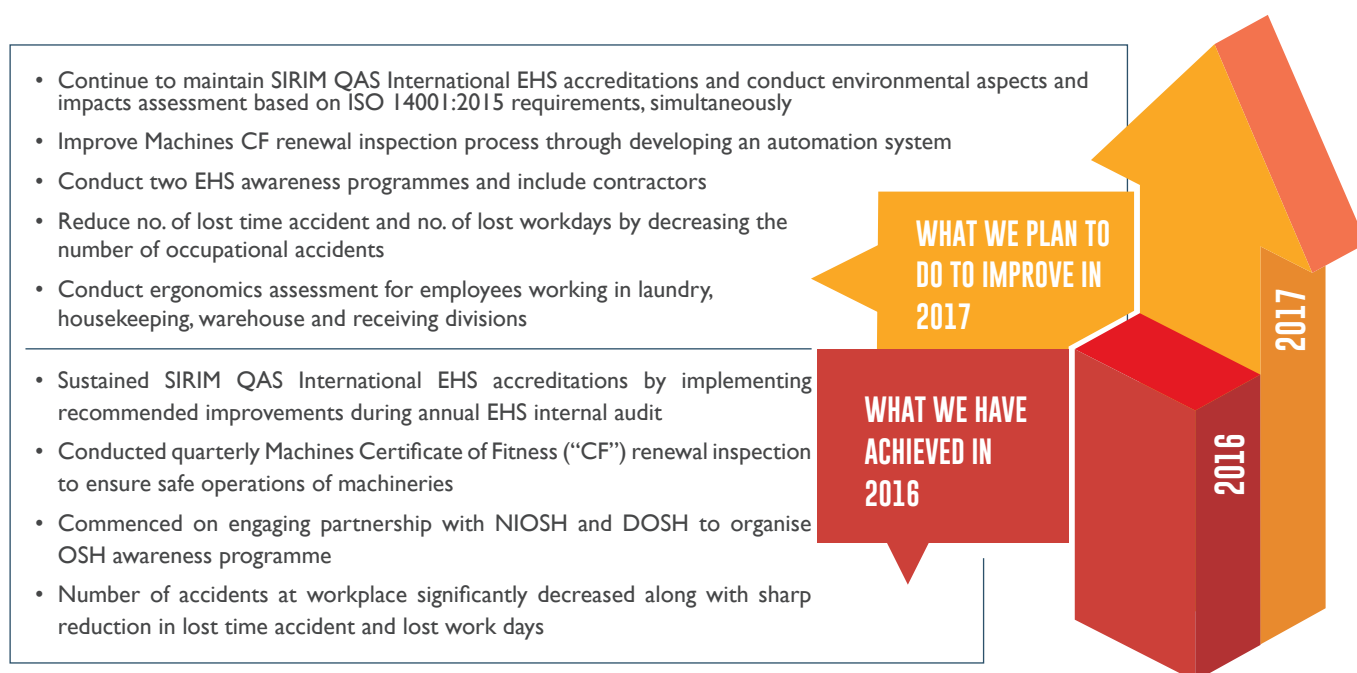 • Continue to maintain SIRIM QAS International EHS accreditations and conduct environmental aspects and
impacts assessment based on ISO 14001:2015 requirements, simultaneously
• Improve Machines CF renewal inspection process through developing an automation system
• Conduct two EHS awareness programmes and include contractors
• Reduce no. of lost time accident and no. of lost workdays by decreasing the
number of occupational accidents
• Conduct ergonomics assessment for employees working in laundry,
housekeeping, warehouse and receiving divisions
WHAT WE PLAN TO
DO TO IMPROVE IN
2017
2017
• Sustained SIRIM QAS International EHS accreditations by implementing
recommended improvements during annual EHS internal audit
• Conducted quarterly Machines Certificate of Fitness (“CF”) renewal inspection
to ensure safe operations of machineries
• Commenced on engaging partnership with NIOSH and DOSH to organise
OSH awareness programme
• Number of accidents at workplace significantly decreased along with sharp
reduction in lost time accident and lost work days
WHAT WE HAVE
ACHIEVED IN
2016
2016